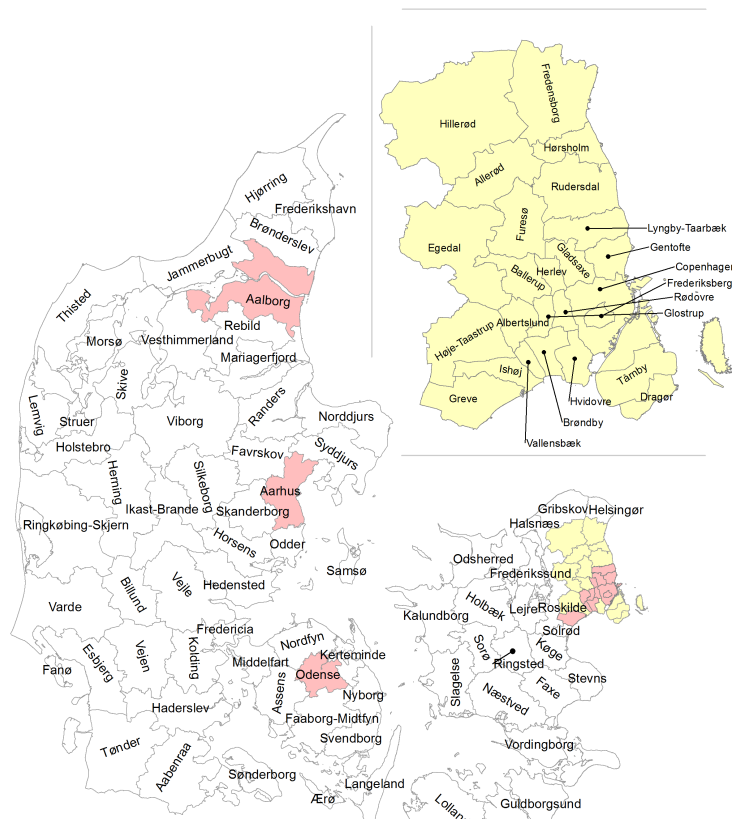 Fredensborg
Hillerød
Hørsholm
Allerød
Rudersdal
Furesø
Lyngby-Taarbæk
Egedal
Gladsaxe
Gentofte
Ballerup
Herlev
Copenhagen
Frederiksberg
Rødovre
Albertslund
Glostrup
Høje-Taastrup
Ishøj
Tårnby
Greve
Dragør
Hvidovre
Brøndby
Vallensbæk
Hjørring
Frederikshavn
Brønderslev
Jammerbugt
Thisted
Aalborg
Rebild
Morsø
Vesthimmerland
Mariagerfjord
Skive
Lemvig
Struer
Viborg
Randers
Norddjurs
Holstebro
Favrskov
Syddjurs
Herning
Silkeborg
Aarhus
Ikast-Brande
Skanderborg
Ringkøbing-Skjern
Horsens
Odder
Samsø
Hedensted
Vejle
Billund
Varde
Fredericia
Nordfyn
Kerteminde
Middelfart
Kolding
Vejen
Esbjerg
Fanø
Odense
Assens
Nyborg
Haderslev
Faaborg-Midtfyn
Svendborg
Tønder
Aabenraa
Sønderborg
Langeland
Ærø
Gribskov
Helsingør
Halsnæs
Odsherred
Frederikssund
Holbæk
Lejre
Roskilde
Kalundborg
Solrød
Sorø
Køge
Ringsted
Slagelse
Stevns
Faxe
Næstved
Vordingborg
Guldborgsund